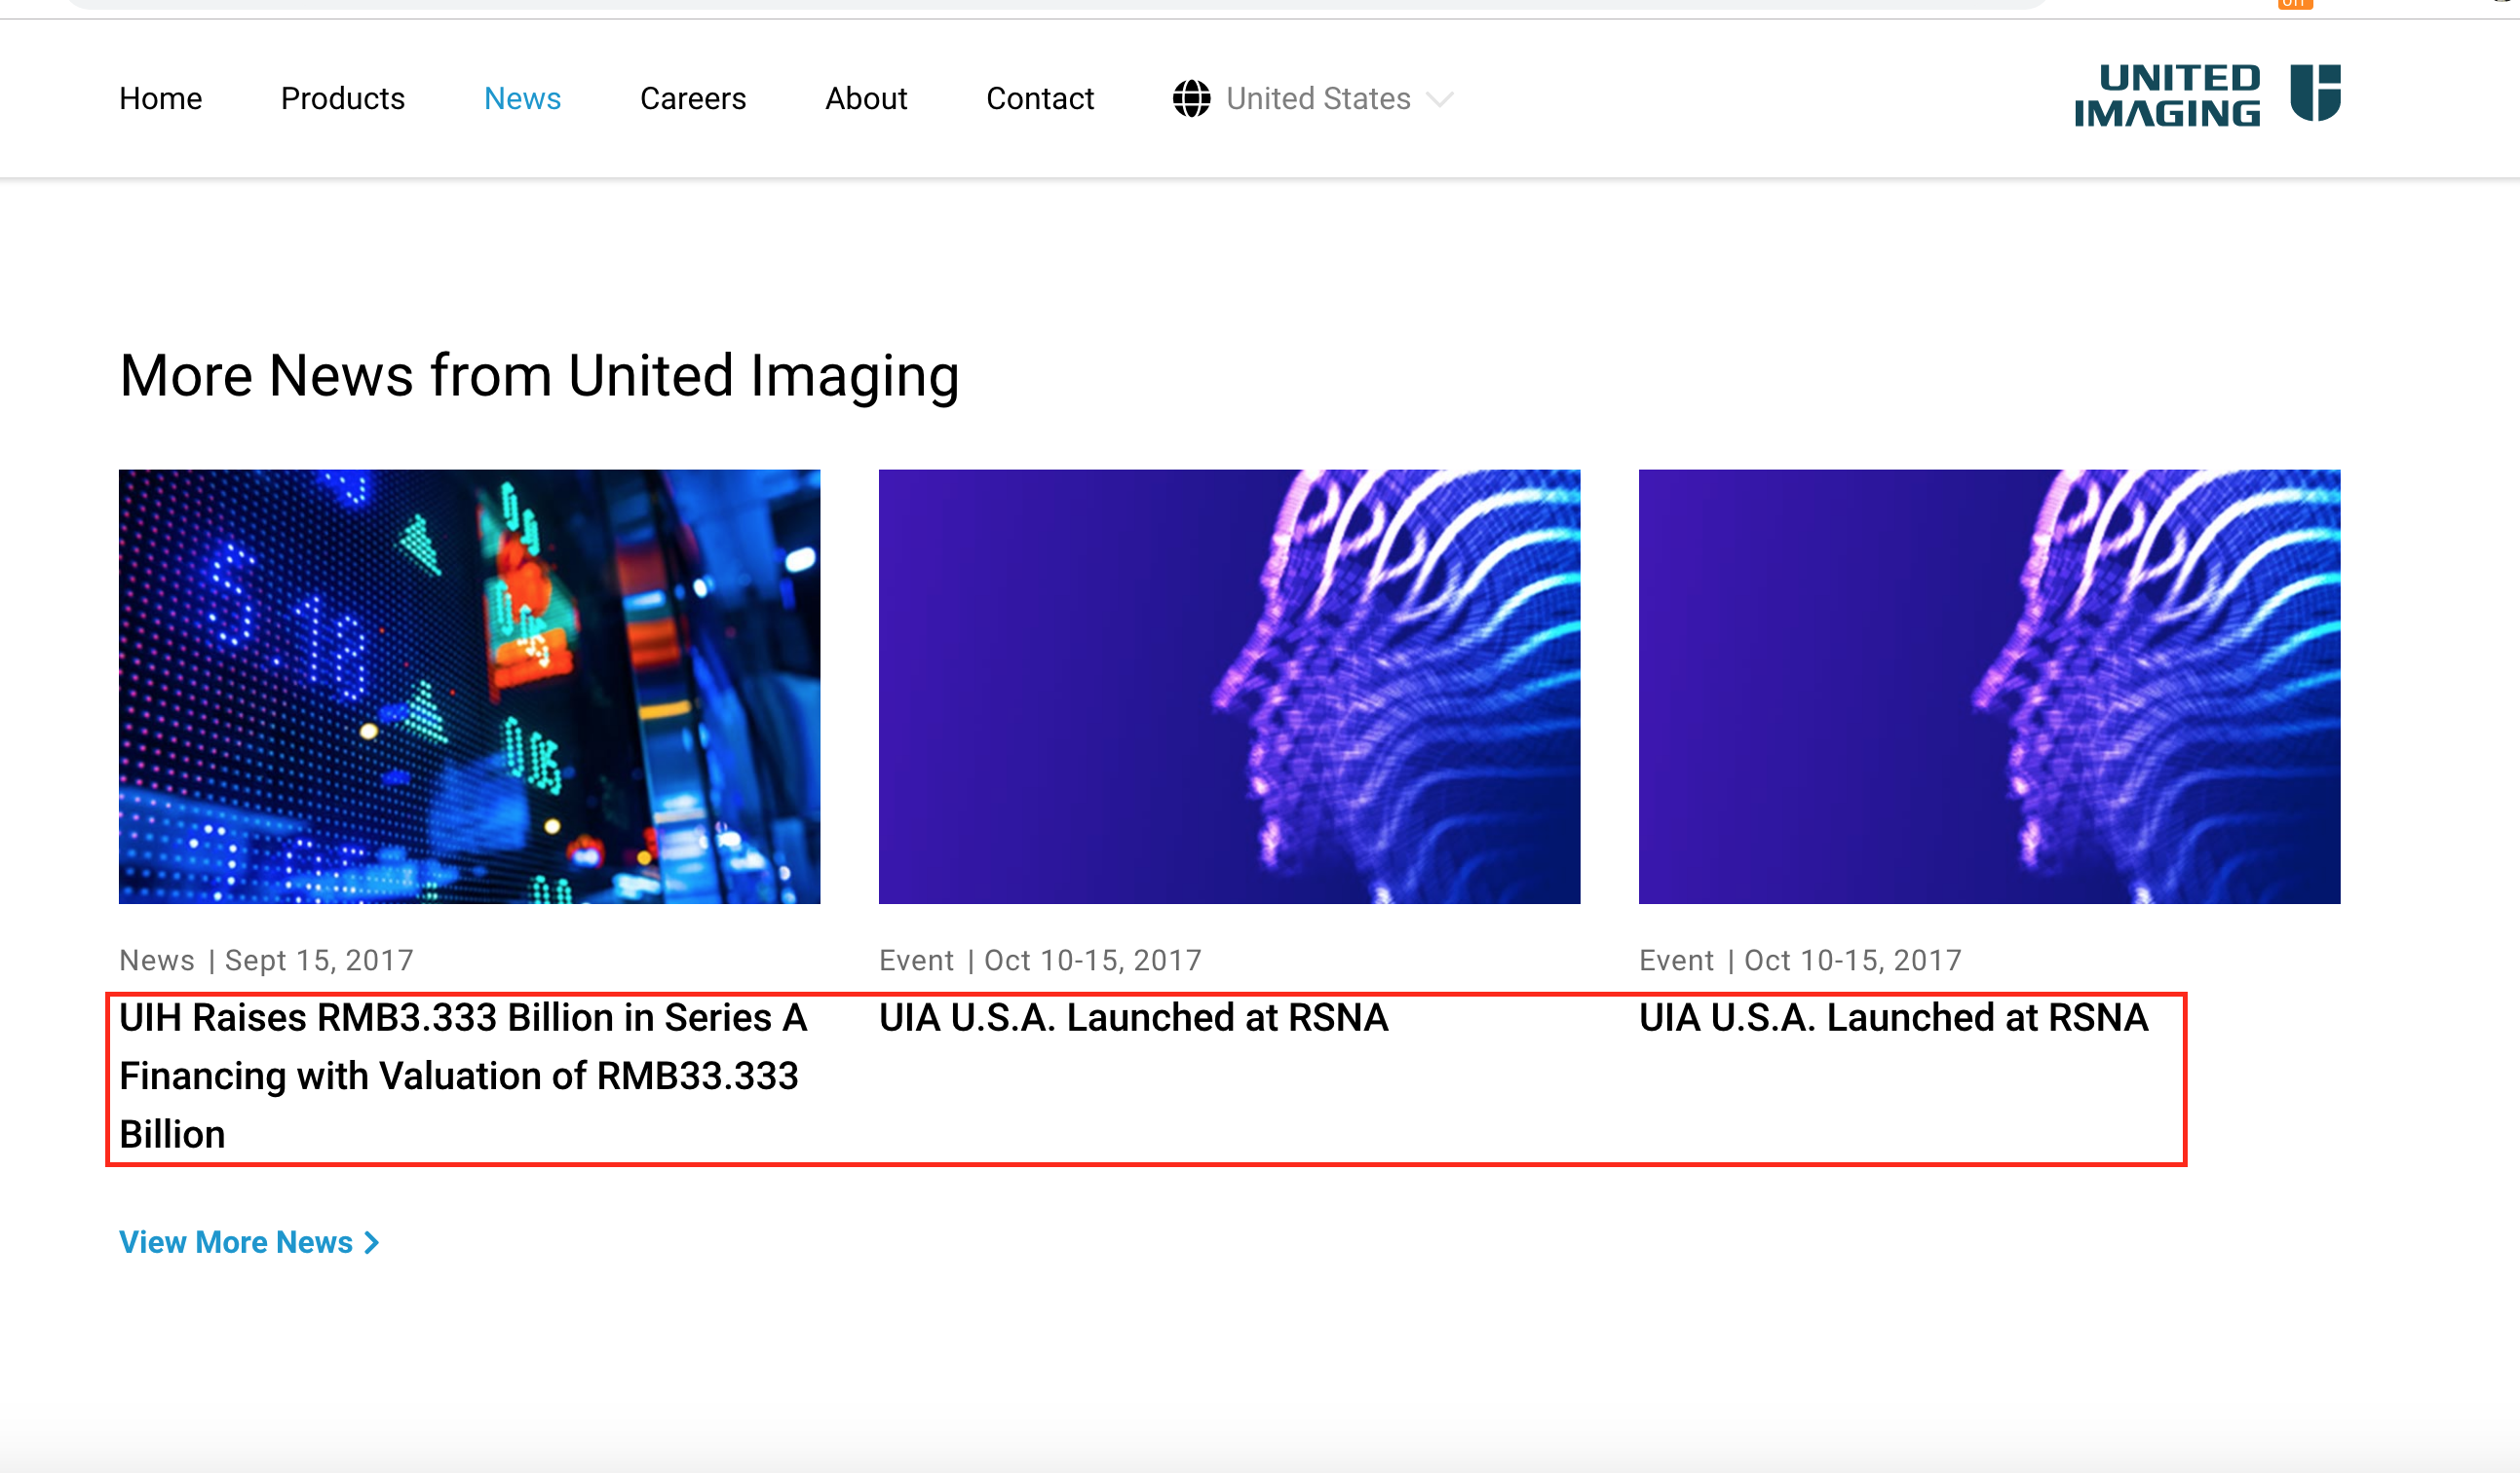 Home
Products
News
Careers
About
Contact
United States
UNITED
IMAGING
More News from United Imaging
News | Sept 15, 2017
UIH Raises RMB3.333 Billion in Series A
Financing with Valuation of RMB33.333
Billion
Event | Oct 10-15, 2017
UIA U.S.A. Launched at RSNA
Event | Oct 10-15, 2017
UIA U.S.A. Launched at RSNA
View More News